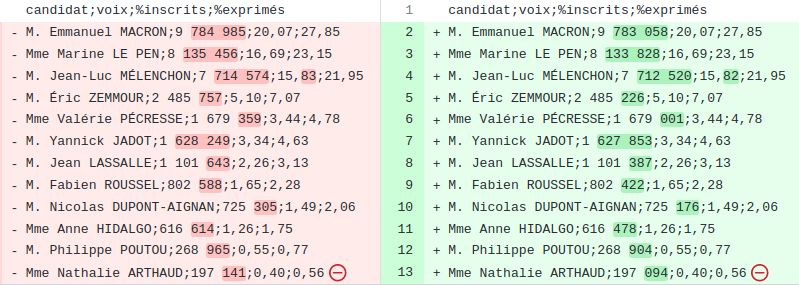 candidat;voix;%inscrits;%exprimés 1 candidat;voix;%inscrits;%exprimés
- M. Emmanuel MACRON;9 784 985;20,07;27,85 2 + M. Emmanuel MACRON;9 783 058;20,07;27,85
- Mme Marine LE PEN;8 135 456;16,69;23,15 3 + Mme Marine LE PEN;8 133 828;16,69;23,15
- M. Jean-Luc MÉLENCHON;7 714 574;15,83;21,95 4 + M. Jean-Luc MÉLENCHON;7 712 520;15,82;21,95
- M. Éric ZEMMOUR;2 485 757;5,10;7,07 5 + M. Éric ZEMMOUR;2 485 226;5,10;7,07
- Mme Valérie PÉCRESSE;1 679 359;3,44;4,78 6 + Mme Valérie PÉCRESSE;1 679 001;3,44;4,78
- M. Yannick JADOT;1 628 249;3,34;4,63 7 + M. Yannick JADOT;1 627 853;3,34;4,63
- M. Jean LASSALLE;1 101 643;2,26;3,13 8 + M. Jean LASSALLE;1 101 387;2,26;3,13
- M. Fabien ROUSSEL;802 588;1,65;2,28 9 + M. Fabien ROUSSEL;802 422;1,65;2,28
- M. Nicolas DUPONT-AIGNAN;725 305;1,49;2,06 10 + M. Nicolas DUPONT-AIGNAN;725 176;1,49;2,06
- Mme Anne HIDALGO;616 614;1,26;1,75 11 + Mme Anne HIDALGO;616 478;1,26;1,75
- M. Philippe POUTOU;268 965;0,55;0,77 12 + M. Philippe POUTOU;268 904;0,55;0,77
- Mme Nathalie ARTHAUD;197 141;0,40;0,56 13 + Mme Nathalie ARTHAUD;197 094;0,40;0,56